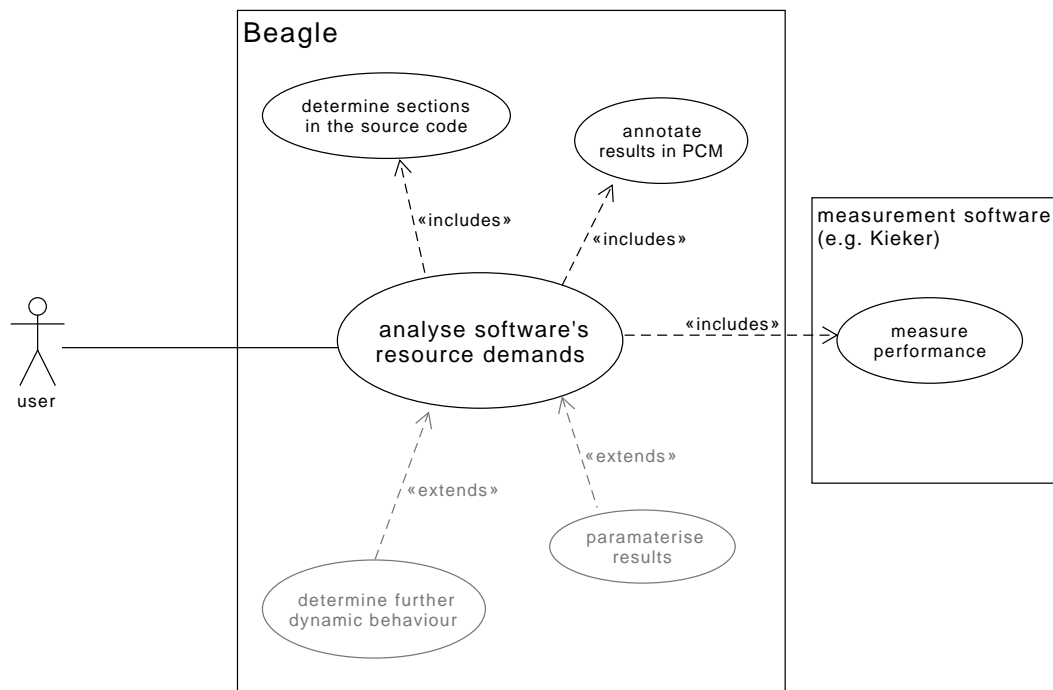 Beagle
determine sections
in the source code
annotate
results in PCM
«includes»
«includes»
measurement software
(e.g. Kieker)
analyse software's
resource demands
«includes»
measure
performance
user
«extends»
«extends»
paramaterise
results
determine further
dynamic behaviour